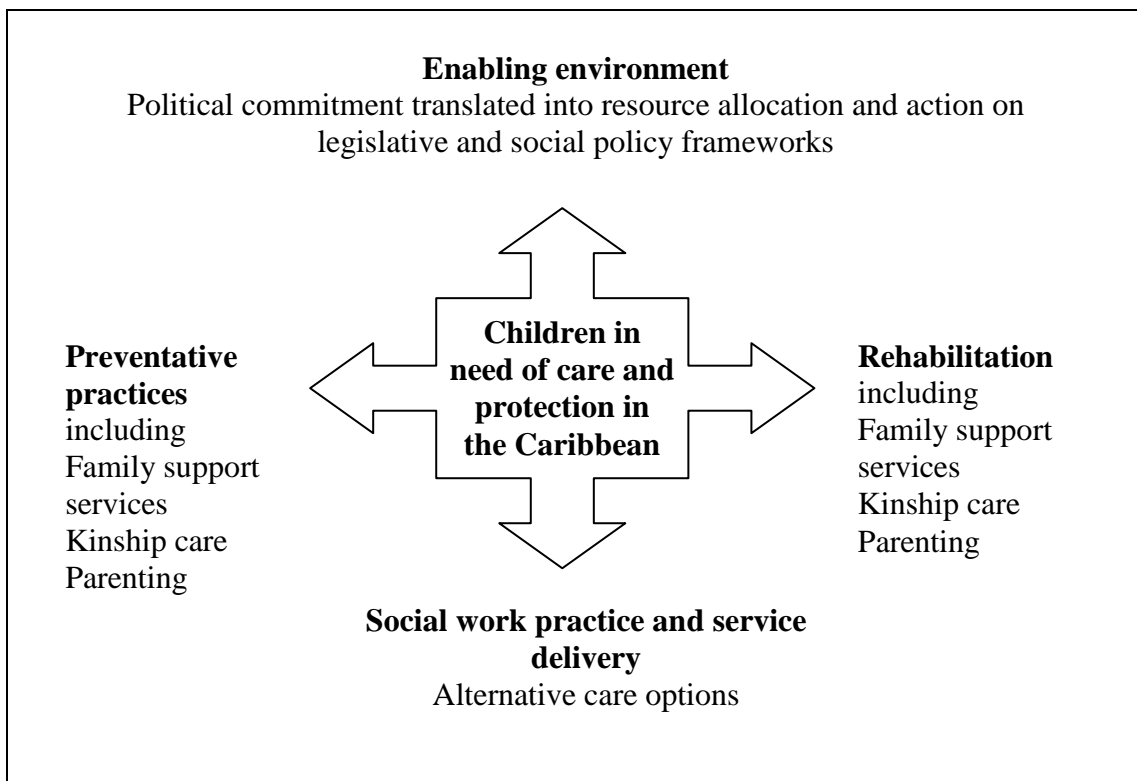 Enabling environment
Political commitment translated into resource allocation and action on
legislative and social policy frameworks
Children in
need of care and
protection in
the Caribbean
Preventative
practices
including
Family support
services
Kinship care
Parenting
Rehabilitation
including
Family support
services
Kinship care
Parenting
Social work practice and service
delivery
Alternative care options